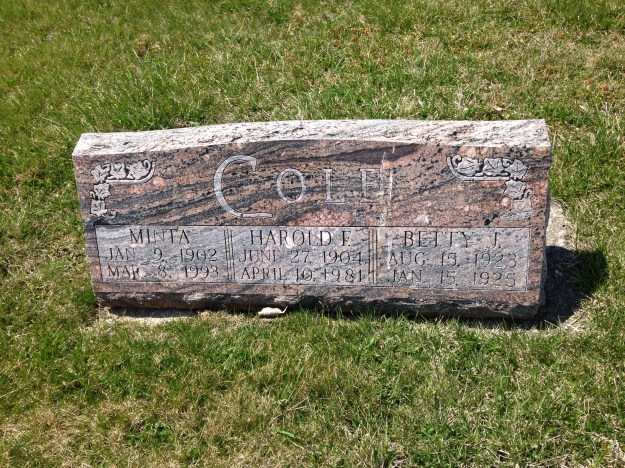 COLE
MINTA
JAN. 9, 1902
MAR. 8, 1993
HAROLD F.
JUNE 27, 1904
APRIL 10, 1981
BETTY J.
AUG. 15, 1923
JAN. 15, 1925